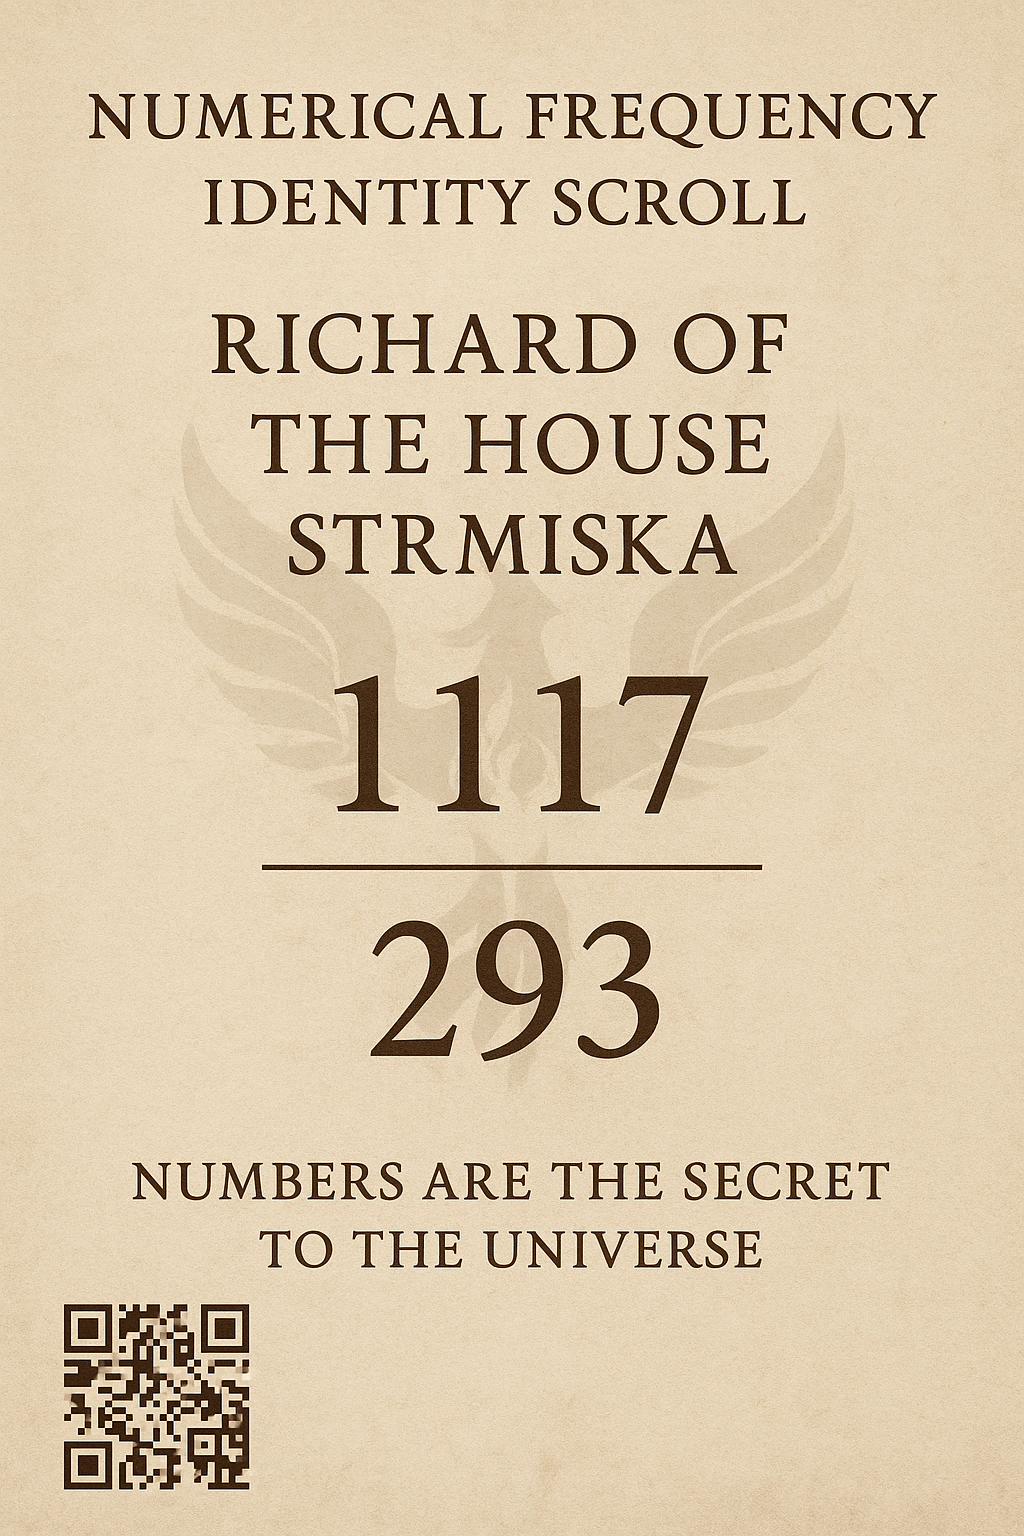 NUMERICAL FREQUENCY
IDENTITY SCROLL
RICHARD OF
THE HOUSE
STRMISKA
1117
293
NUMBERS ARE THE SECRET
TO THE UNIVERSE